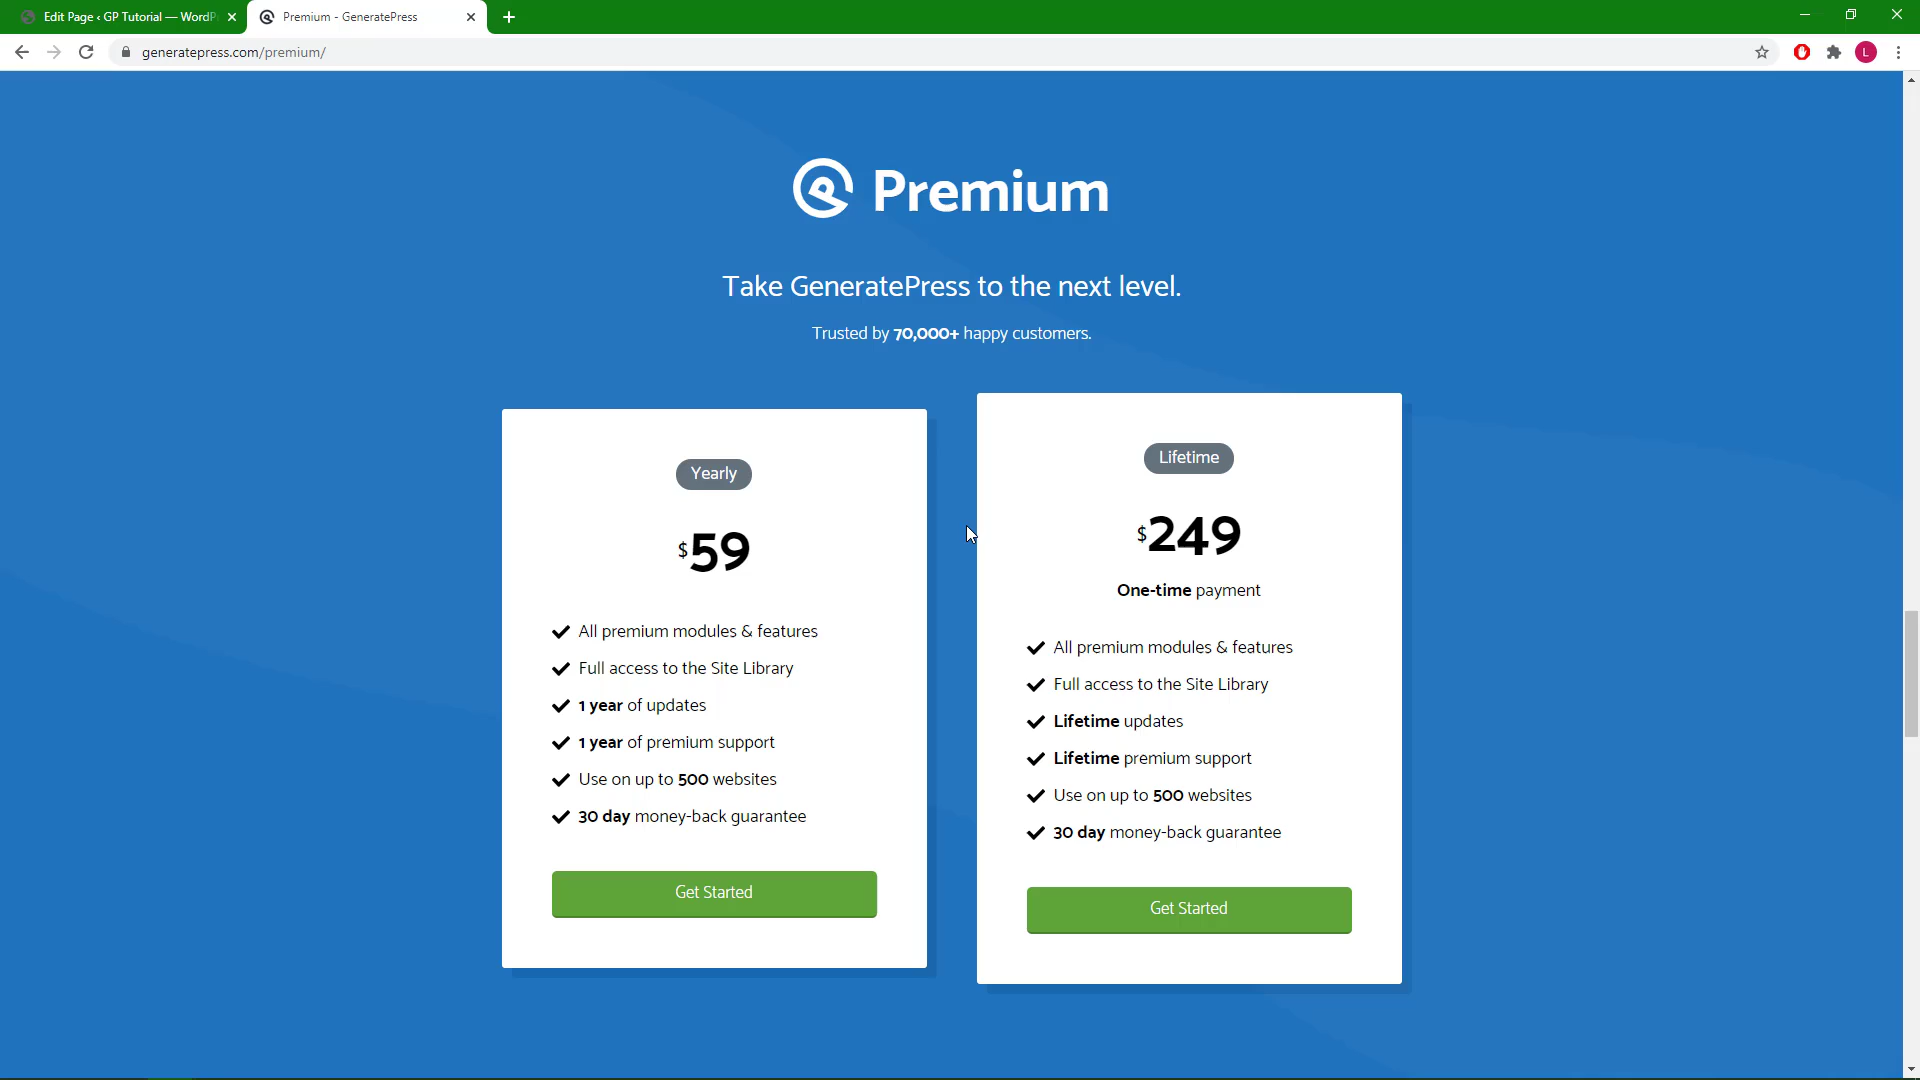 Edit Page ‹ GP Tutorial — WordP
Premium - GeneratePress
generatepress.com/premium/
L
Premium
Take GeneratePress to the next level.
Trusted by 70,000+ happy customers.
Yearly
$59
All premium modules & features
Full access to the Site Library
1 year of updates
1 year of premium support
Use on up to 500 websites
30 day money-back guarantee
Get Started
Lifetime
$249
One-time payment
All premium modules & features
Full access to the Site Library
Lifetime updates
Lifetime premium support
Use on up to 500 websites
30 day money-back guarantee
Get Started